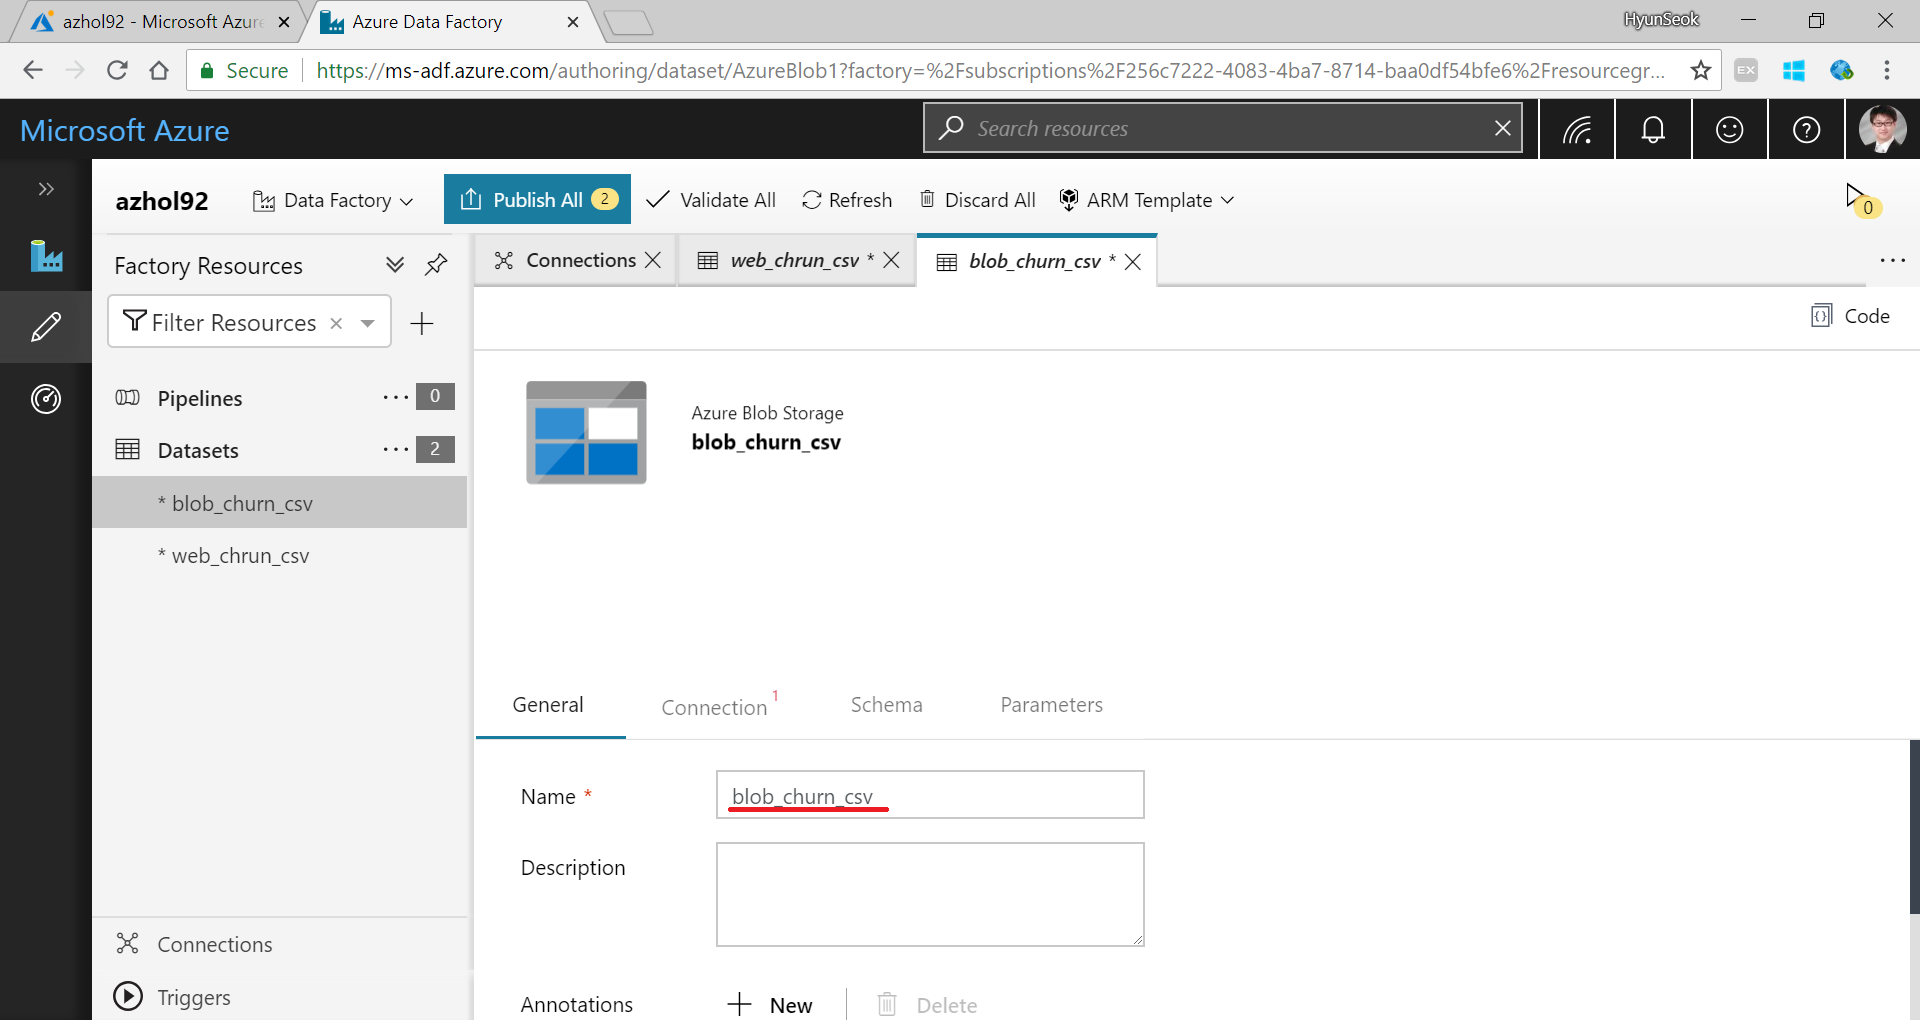 azhol92 - Microsoft Azure
Azure Data Factory
HyunSeok
Secure
https://ms-adf.azure.com/authoring/dataset/AzureBlob1?factory=%2Fsubscriptions%2F256c7222-4083-4ba7-8714-baa0df54bfe6%2Fresourcegr...
EX
Microsoft Azure
Search resources
azhol92
Data Factory
Publish All 2
Validate All
Refresh
Discard All
ARM Template
0
Factory Resources
Connections
web_chrun_csv *
blob_churn_csv *
...
Filter Resources
Code
Pipelines ... 0
Datasets ... 2
* blob_churn_csv
* web_chrun_csv
Azure Blob Storage
blob_churn_csv
General
Connection 1
Schema
Parameters
Name *
blob_churn_csv
Description
Connections
Triggers
Annotations
New
Delete